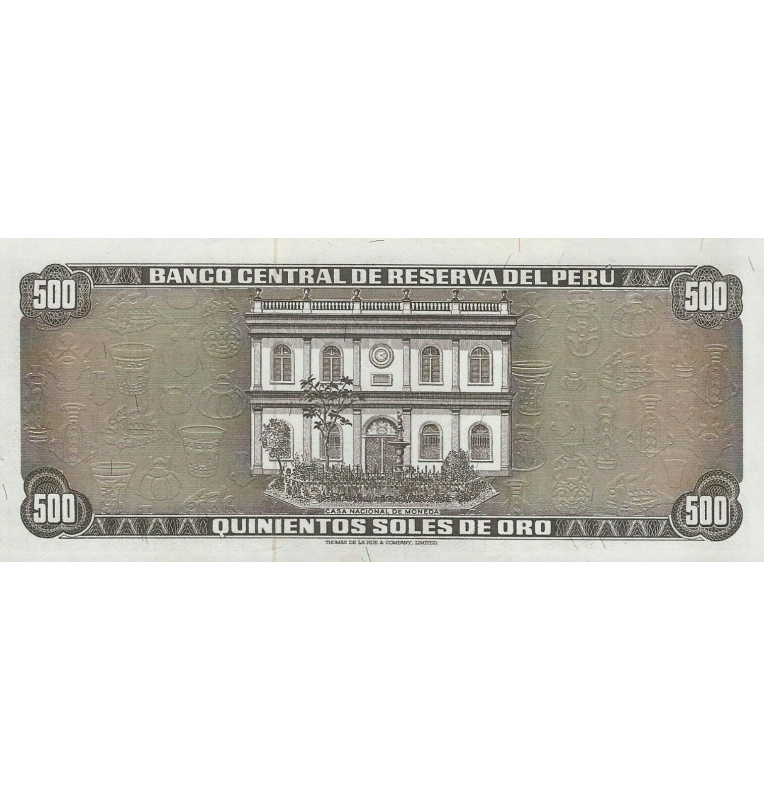 BANCO CENTRAL DE RESERVA DEL PERÚ
500 500
CASA NACIONAL DE MONEDA
500 500
QUINIENTOS SOLES DE ORO
THOMAS DE LA RUE & COMPANY, LIMITED.